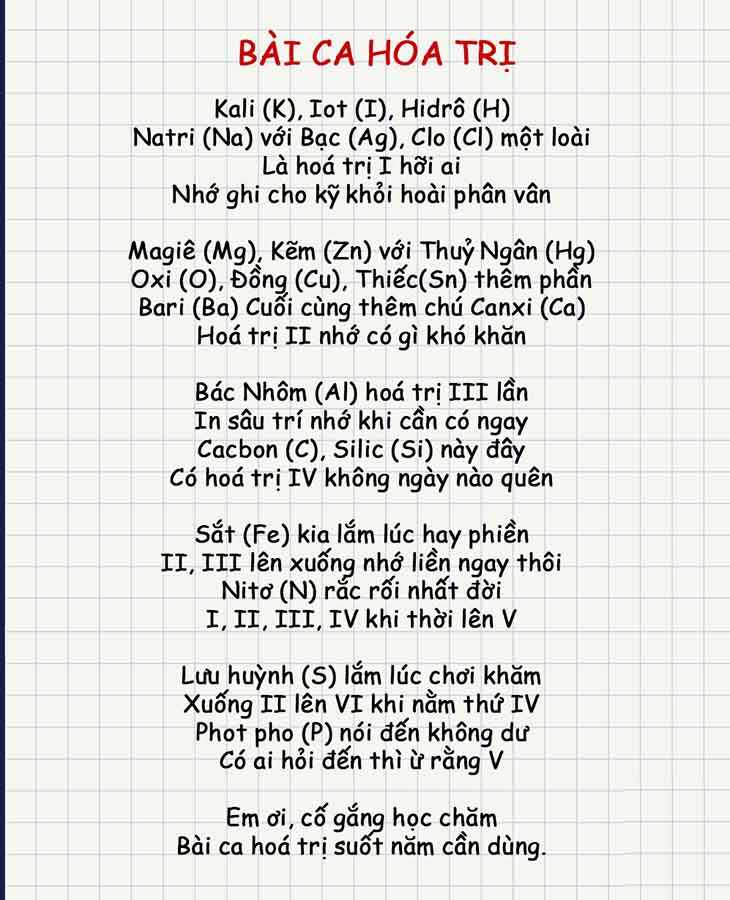 BÀI CA HÓA TRỊ
Kali (K), Iot (I), Hidrô (H)
Natri (Na) với Bạc (Ag), Clo (Cl) một loài
Là hoá trị I hỡi ai
Nhớ ghi cho kỹ khỏi hoài phân vân
Magiê (Mg), Kẽm (Zn) với Thuỷ Ngân (Hg)
Oxi (O), Đồng (Cu), Thiếc(Sn) thêm phần
Bari (Ba) Cuối cùng thêm chú Canxi (Ca)
Hoá trị II nhớ có gì khó khăn
Bác Nhôm (Al) hoá trị III lần
In sâu trí nhớ khi cần có ngay
Cacbon (C), Silic (Si) này đây
Có hoá trị IV không ngày nào quên
Sắt (Fe) kia lắm lúc hay phiền
II, III lên xuống nhớ liền ngay thôi
Nitơ (N) rắc rối nhất đời
I, II, III, IV khi thời lên V
Lưu huỳnh (S) lắm lúc chơi khăm
Xuống II lên VI khi nằm thứ IV
Phot pho (P) nói đến không dư
Có ai hỏi đến thì ừ rằng V
Em ơi, cố gắng học chăm
Bài ca hoá trị suốt năm cần dùng.